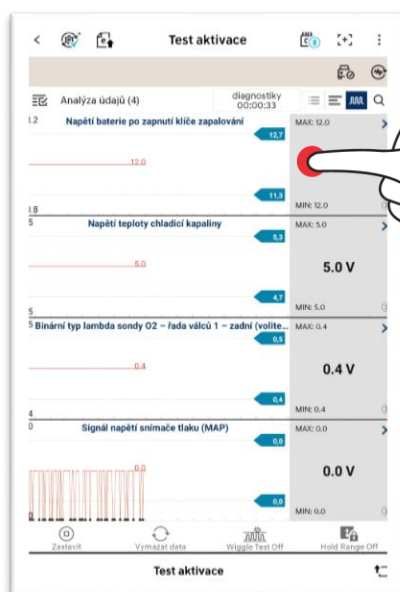 Test aktivace
Analýza údajů (4)
diagnostiky
00:00:33
Napětí baterie po zapnutí klíče zapalování
MAX: 12.0
12,7
12.0
11,3
MIN: 12.0
Napětí teploty chladicí kapaliny
MAX: 5.0
5,3
5.0
5.0 V
4,7
MIN: 5.0
Binární typ lambda sondy O2 – řada válců 1 – zadní (volite...
MAX: 0.4
0,5
0.4
0.4 V
0,4
MIN: 0.4
Signál napětí snímače tlaku (MAP)
MAX: 0.0
0,0
0.0
0.0 V
0,0
MIN: 0.0
Zastavit
Vymazat data
Wiggle Test Off
Hold Range Off
Test aktivace